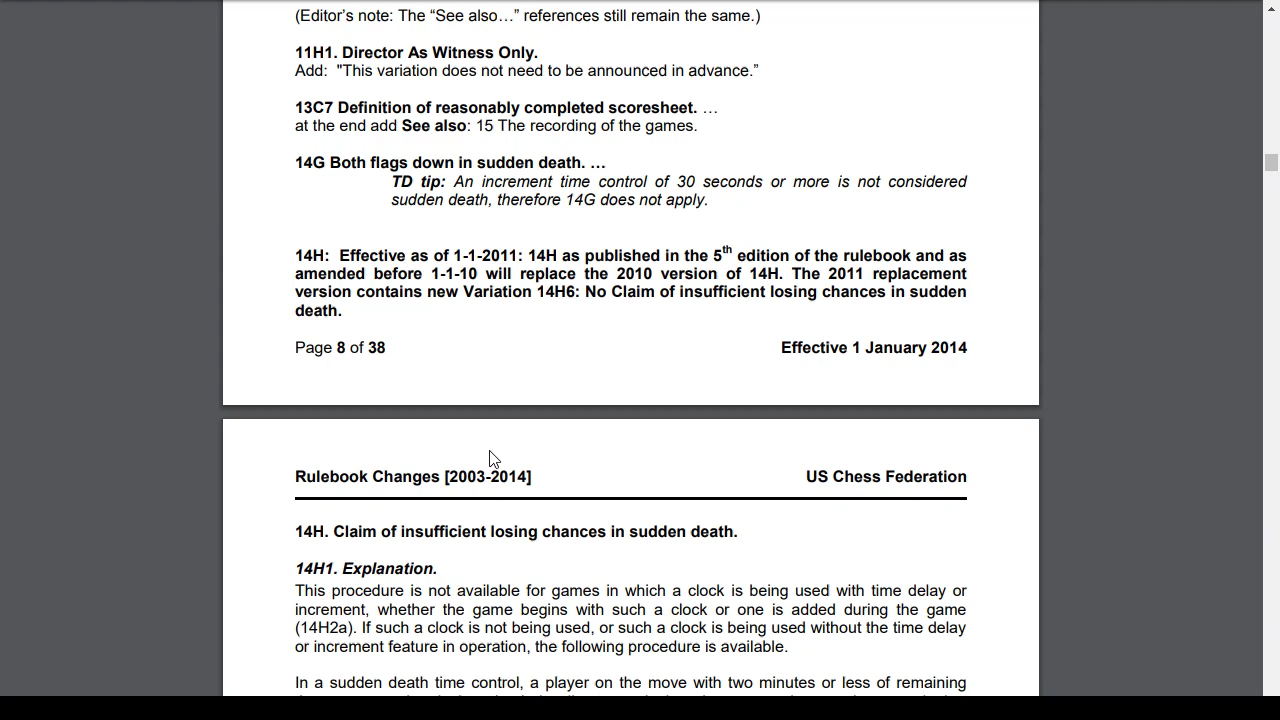 (Editor’s note: The “See also…” references still remain the same.)
11H1. Director As Witness Only.
Add: "This variation does not need to be announced in advance.”
13C7 Definition of reasonably completed scoresheet. …
at the end add See also: 15 The recording of the games.
14G Both flags down in sudden death. …
TD tip: An increment time control of 30 seconds or more is not considered
sudden death, therefore 14G does not apply.
14H: Effective as of 1-1-2011: 14H as published in the 5th edition of the rulebook and as
amended before 1-1-10 will replace the 2010 version of 14H. The 2011 replacement
version contains new Variation 14H6: No Claim of insufficient losing chances in sudden
death.
Page 8 of 38 Effective 1 January 2014
Rulebook Changes [2003-2014] US Chess Federation
14H. Claim of insufficient losing chances in sudden death.
14H1. Explanation.
This procedure is not available for games in which a clock is being used with time delay or
increment, whether the game begins with such a clock or one is added during the game
(14H2a). If such a clock is not being used, or such a clock is being used without the time delay
or increment feature in operation, the following procedure is available.
In a sudden death time control, a player on the move with two minutes or less of remaining